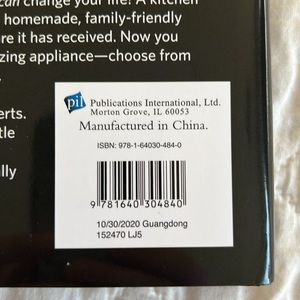 can change your life! A kitchen
homemade, family-friendly
re it has received. Now you
zing appliance—choose from
erts.
tle
ally
pil Publications International, Ltd.
Morton Grove, IL 60053
Manufactured in China.
ISBN: 978-1-64030-484-0
9 781640 304840
10/30/2020 Guangdong
152470 LJ5